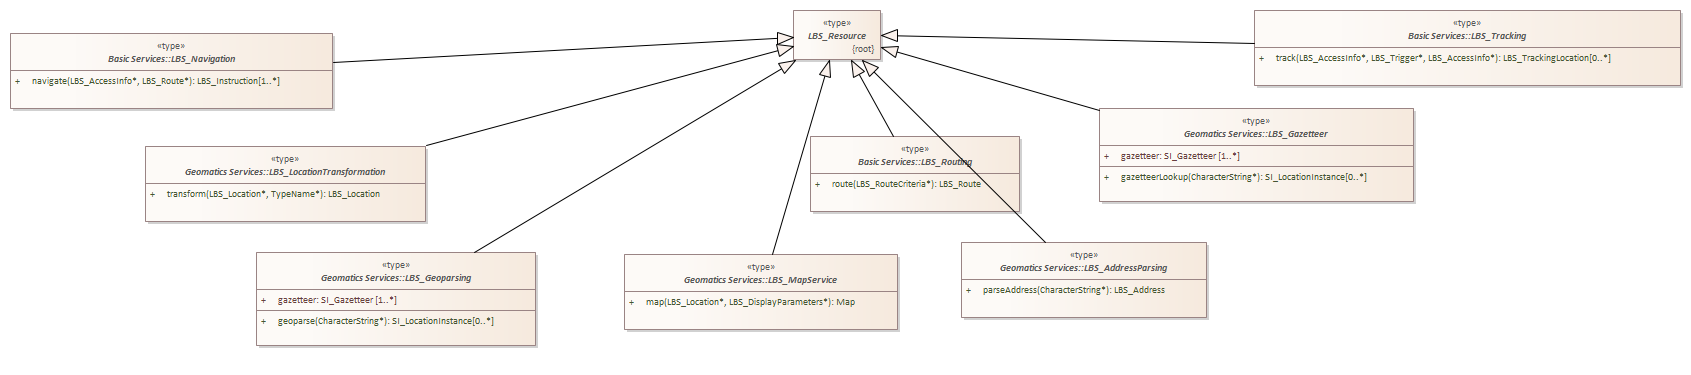 «type»
LBS_Resource
{root}
«type»
Basic Services::LBS_Navigation
+ navigate(LBS_AccessInfo*, LBS_Route*): LBS_Instruction[1..*]
«type»
Basic Services::LBS_Tracking
+ track(LBS_AccessInfo*, LBS_Trigger*, LBS_AccessInfo*): LBS_TrackingLocation[0..*]
«type»
Geomatics Services::LBS_LocationTransformation
+ transform(LBS_Location*, TypeName*): LBS_Location
«type»
Basic Services::LBS_Routing
+ route(LBS_RouteCriteria*): LBS_Route
«type»
Geomatics Services::LBS_Gazetteer
+ gazetteer: SI_Gazetteer [1..*]
+ gazetteerLookup(CharacterString*): SI_LocationInstance[0..*]
«type»
Geomatics Services::LBS_Geoparsing
+ gazetteer: SI_Gazetteer [1..*]
+ geoparse(CharacterString*): SI_LocationInstance[0..*]
«type»
Geomatics Services::LBS_MapService
+ map(LBS_Location*, LBS_DisplayParameters*): Map
«type»
Geomatics Services::LBS_AddressParsing
+ parseAddress(CharacterString*): LBS_Address